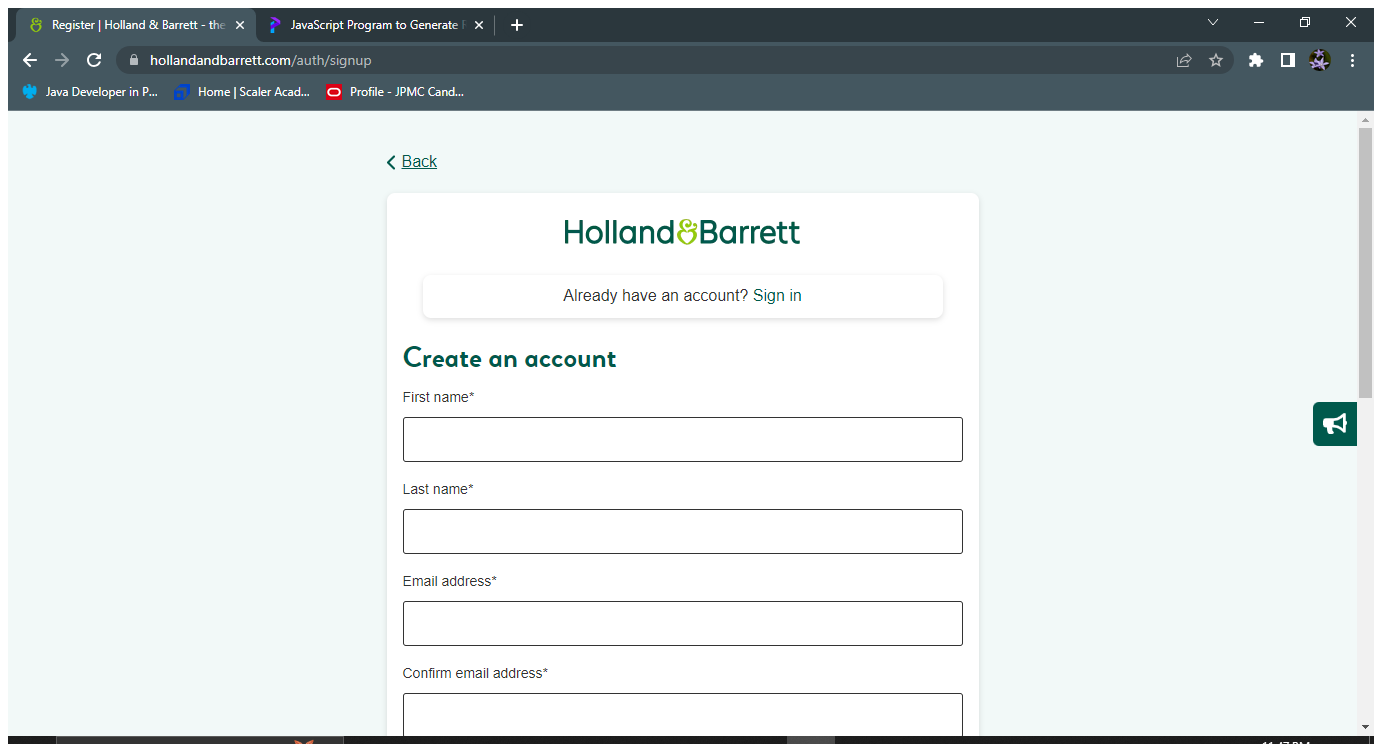 Register | Holland & Barrett - the
JavaScript Program to Generate F
hollandandbarrett.com/auth/signup
Java Developer in P...
Home | Scaler Acad...
Profile - JPMC Cand...
Back
Holland&Barrett
Already have an account? Sign in
Create an account
First name*
Last name*
Email address*
Confirm email address*